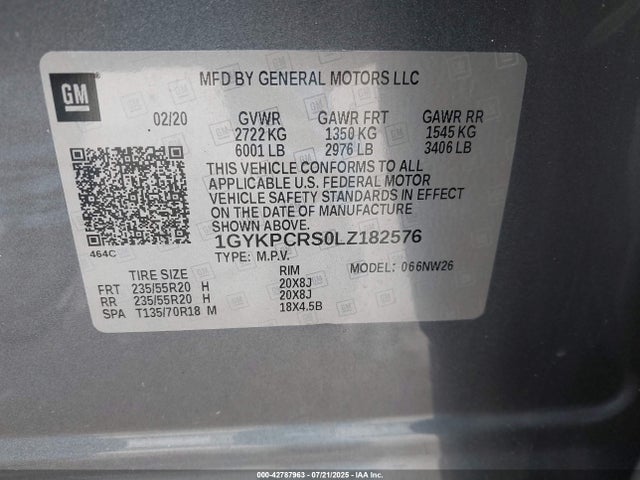 GM
MFD BY GENERAL MOTORS LLC
02/20 GVWR GAWR FRT GAWR RR
2722 KG 1350 KG 1545 KG
6001 LB 2976 LB 3406 LB
THIS VEHICLE CONFORMS TO ALL
APPLICABLE U.S. FEDERAL MOTOR
VEHICLE SAFETY STANDARDS IN EFFECT
ON THE DATE OF MANUFACTURE
SHOWN ABOVE.
464C
1GYKPCRS0LZ182576
TYPE: M.P.V.
TIRE SIZE RIM MODEL: 066NW26
FRT 235/55R20 H 20X8J
RR 235/55R20 H 20X8J
SPA T135/70R18 M 18X4.5B
000-42787963 07/21/2025 - IAA Inc.